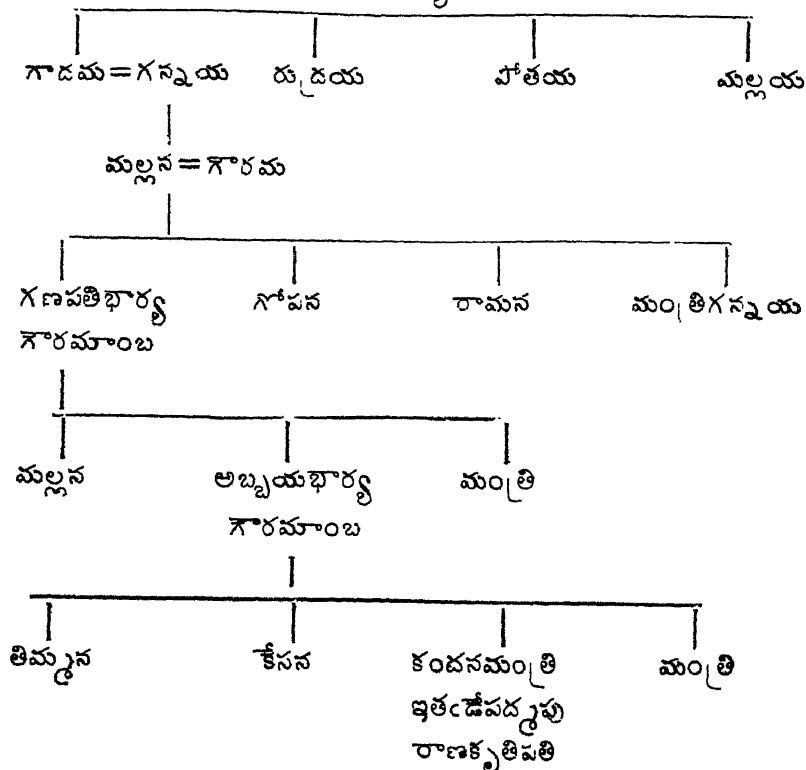 గాదమ=గన్నయ రుద్రయ పోతయ మల్లయ
మల్లన=గౌరమ
గణపతిభార్య గోపన రామన మంత్రిగన్నయ
గౌరమాంబ
మల్లన అబ్బయభార్య మంత్రి
గౌరమాంబ
తిమ్మన కేసన కందనమంత్రి మంత్రి
ఇతఁడేపద్మపు
రాణకృతిపతి